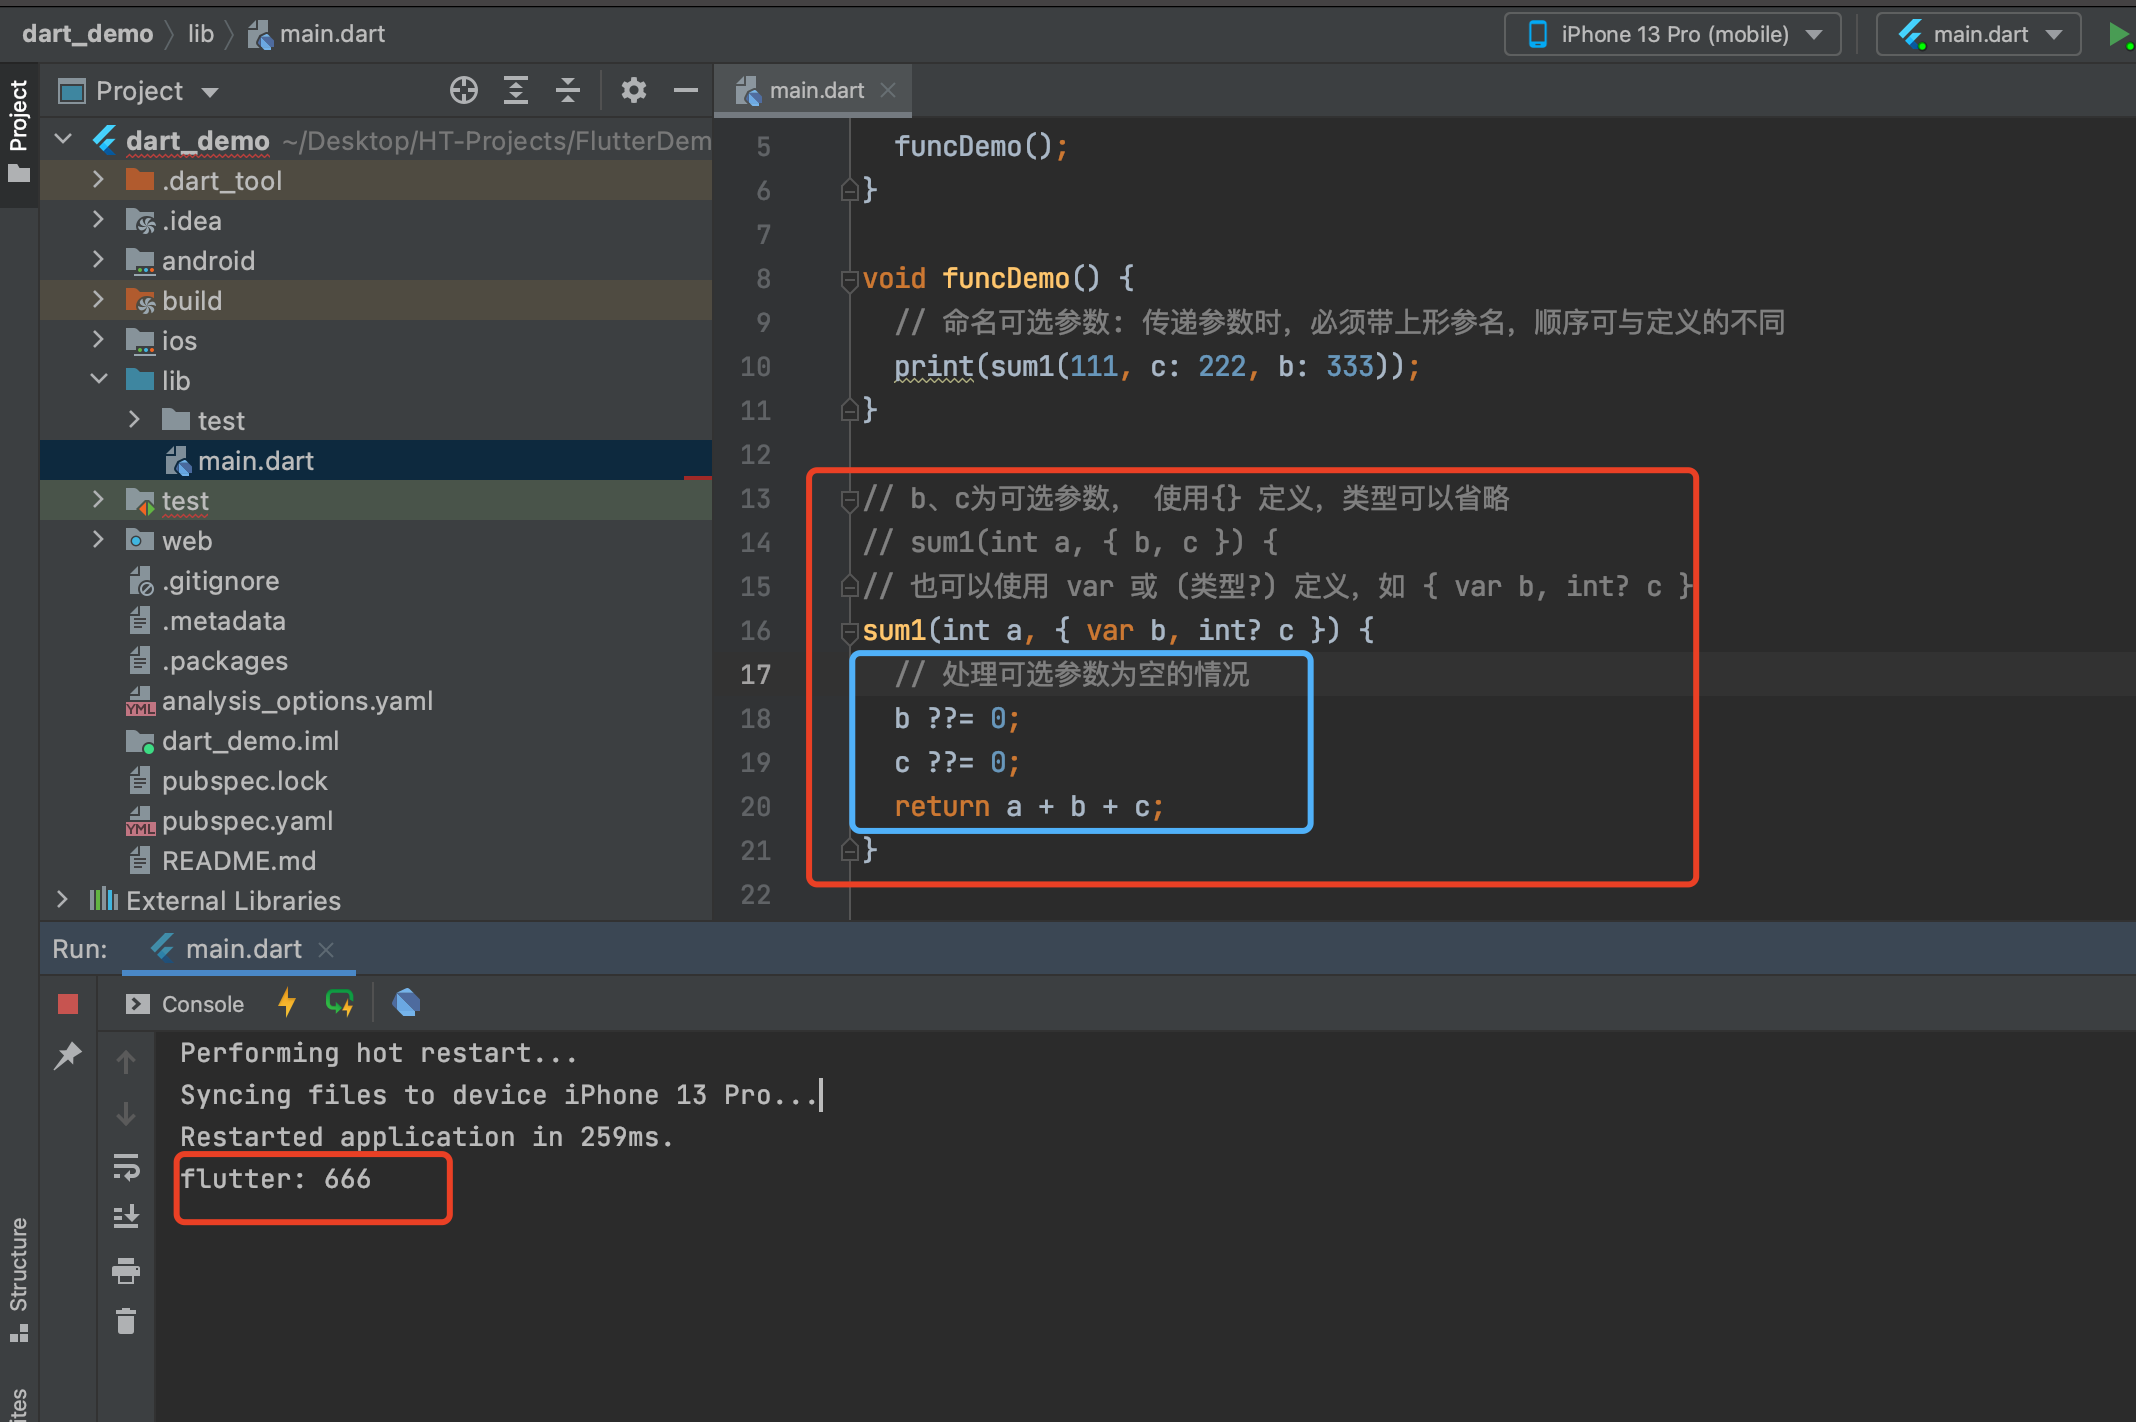 dart_demo lib main.dart
iPhone 13 Pro (mobile)
main.dart
Project
Project
main.dart
dart_demo ~/Desktop/HT-Projects/FlutterDem
.dart_tool
.idea
android
build
ios
lib
test
main.dart
test
web
.gitignore
.metadata
.packages
analysis_options.yaml
dart_demo.iml
pubspec.lock
pubspec.yaml
README.md
External Libraries
5 funcDemo();
6 }
7
8 void funcDemo() {
9 // 命名可选参数: 传递参数时，必须带上形参名，顺序可与定义的不同
10 print(sum1(111, c: 222, b: 333));
11 }
12
13 // b、c为可选参数， 使用{} 定义，类型可以省略
14 // sum1(int a, { b, c }) {
15 // 也可以使用 var 或 (类型?) 定义，如 { var b, int? c }
16 sum1(int a, { var b, int? c }) {
17 // 处理可选参数为空的情况
18 b ??= 0;
19 c ??= 0;
20 return a + b + c;
21 }
22
Run: main.dart
Console
Performing hot restart...
Syncing files to device iPhone 13 Pro...
Restarted application in 259ms.
flutter: 666
Structure